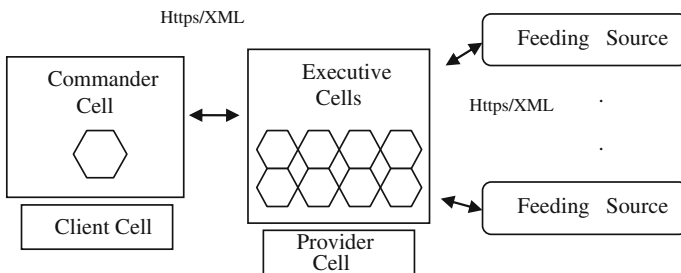 Https/XML
Commander
Cell
Client Cell
Executive
Cells
Provider
Cell
Feeding Source
Https/XML
.
.
Feeding Source